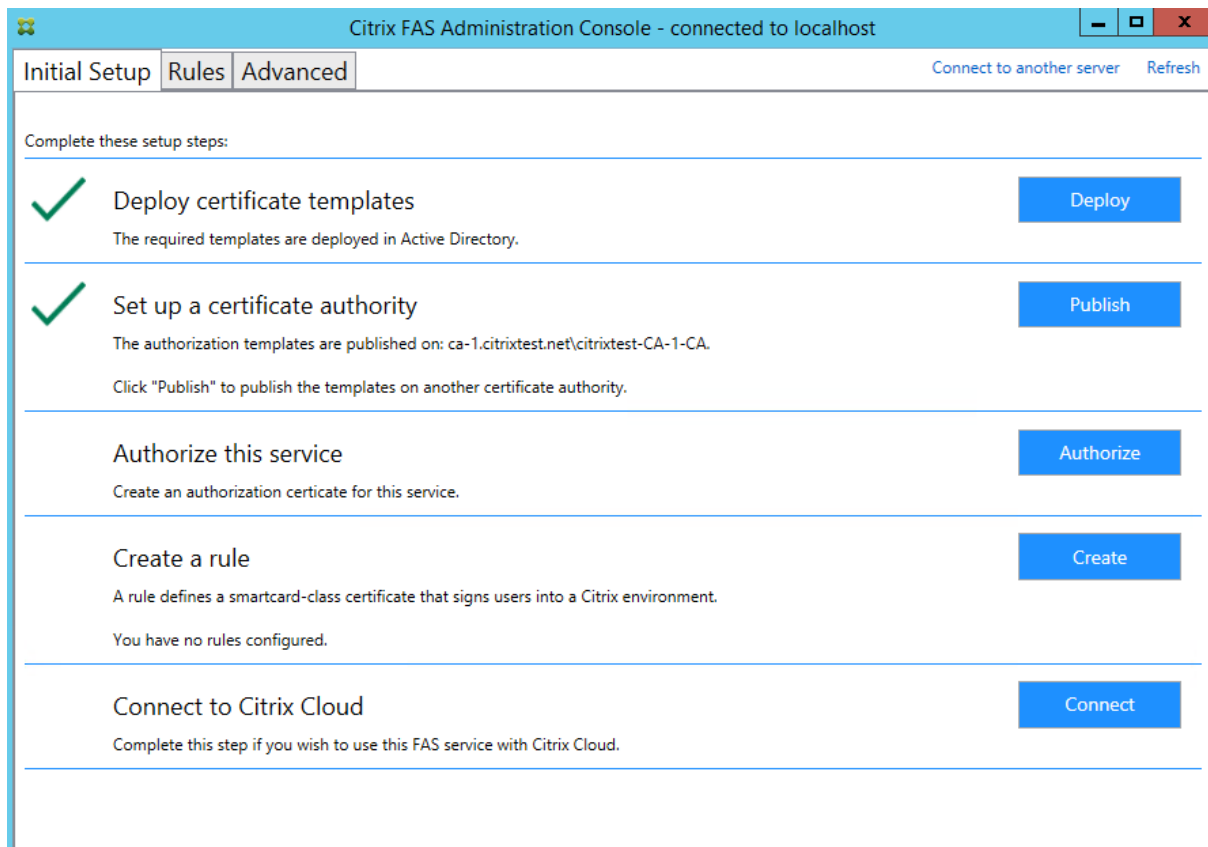 Citrix FAS Administration Console - connected to localhost
Initial Setup Rules Advanced Connect to another server Refresh
Complete these setup steps:
Deploy certificate templates Deploy
The required templates are deployed in Active Directory.
Set up a certificate authority Publish
The authorization templates are published on: ca-1.citrixtest.net\citrixtest-CA-1-CA.
Click "Publish" to publish the templates on another certificate authority.
Authorize this service Authorize
Create an authorization certicate for this service.
Create a rule Create
A rule defines a smartcard-class certificate that signs users into a Citrix environment.
You have no rules configured.
Connect to Citrix Cloud Connect
Complete this step if you wish to use this FAS service with Citrix Cloud.